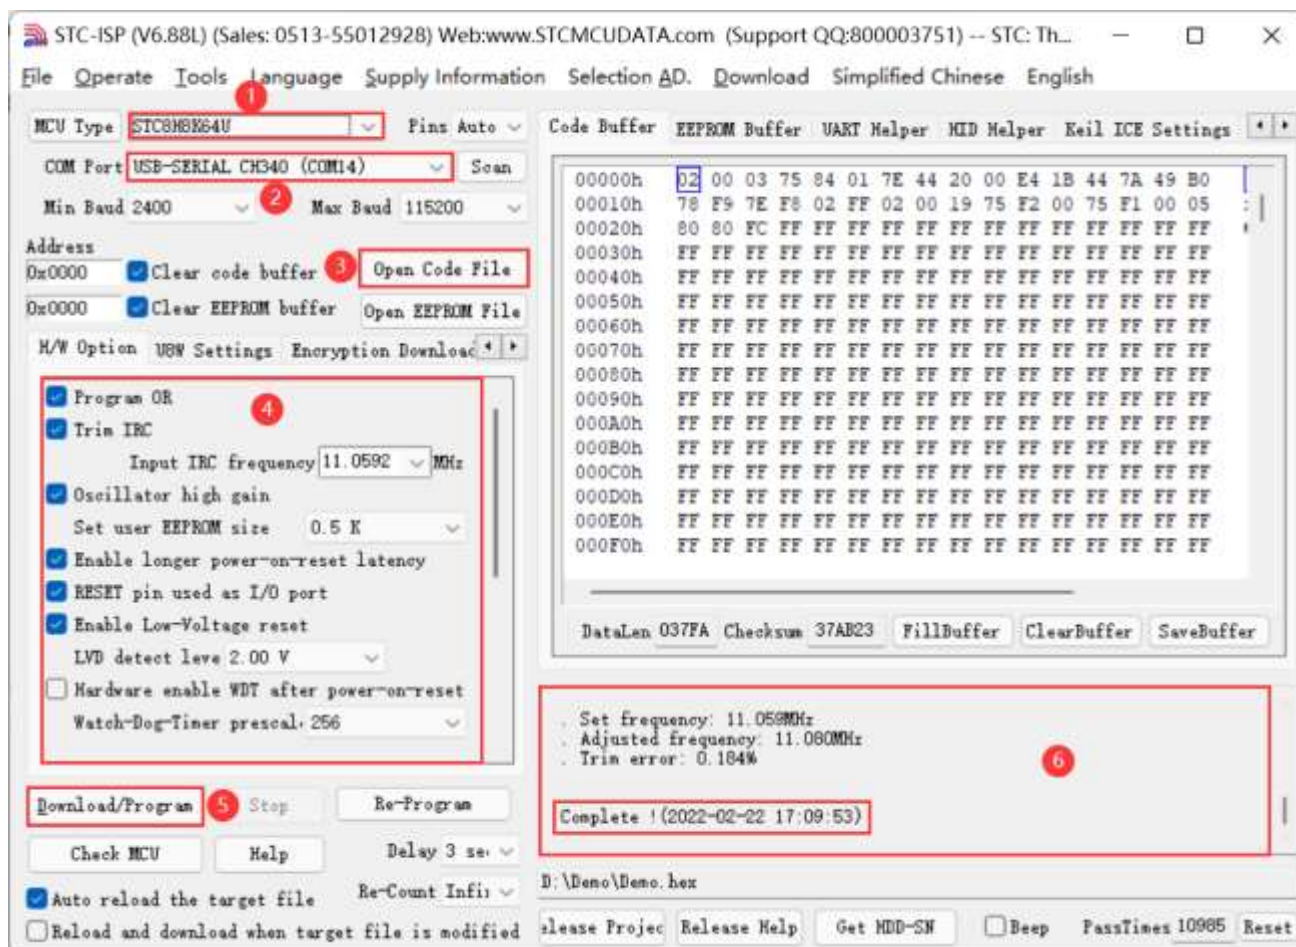 STC-ISP (V6.88L) (Sales: 0513-55012928) Web:www.STCMCUDATA.com (Support QQ:800003751) -- STC: Th...
File Operate Tools Language Supply Information Selection AD. Download Simplified Chinese English
1
MCU Type STC8H8K64U Pins Auto
COM Port USB-SERIAL CH340 (COM14) Scan
2
Min Baud 2400 Max Baud 115200
Address
0x0000 Clear code buffer 3 Open Code File
0x0000 Clear EEPROM buffer Open EEPROM File
H/W Option U8W Settings Encryption Download
4
Program OR
Trim IRC
Input IRC frequency 11.0592 MHz
Oscillator high gain
Set user EEPROM size 0.5 K
Enable longer power-on-reset latency
RESET pin used as I/O port
Enable Low-Voltage reset
LVD detect leve 2.00 V
Hardware enable WDT after power-on-reset
Watch-Dog-Timer prescal 256
Download/Program 5 Stop Re-Program
Check MCU Help Delay 3 se
Auto reload the target file Re-Count Infi
Reload and download when target file is modified
Code Buffer EEPROM Buffer UART Helper HID Helper Keil ICE Settings
00000h 02 00 03 75 84 01 7E 44 20 00 E4 1B 44 7A 49 B0
00010h 78 F9 7E F8 02 FF 02 00 19 75 F2 00 75 F1 00 05
00020h 80 80 FC FF FF FF FF FF FF FF FF FF FF FF FF FF
00030h FF FF FF FF FF FF FF FF FF FF FF FF FF FF FF FF
00040h FF FF FF FF FF FF FF FF FF FF FF FF FF FF FF FF
00050h FF FF FF FF FF FF FF FF FF FF FF FF FF FF FF FF
00060h FF FF FF FF FF FF FF FF FF FF FF FF FF FF FF FF
00070h FF FF FF FF FF FF FF FF FF FF FF FF FF FF FF FF
00080h FF FF FF FF FF FF FF FF FF FF FF FF FF FF FF FF
00090h FF FF FF FF FF FF FF FF FF FF FF FF FF FF FF FF
000A0h FF FF FF FF FF FF FF FF FF FF FF FF FF FF FF FF
000B0h FF FF FF FF FF FF FF FF FF FF FF FF FF FF FF FF
000C0h FF FF FF FF FF FF FF FF FF FF FF FF FF FF FF FF
000D0h FF FF FF FF FF FF FF FF FF FF FF FF FF FF FF FF
000E0h FF FF FF FF FF FF FF FF FF FF FF FF FF FF FF FF
000F0h FF FF FF FF FF FF FF FF FF FF FF FF FF FF FF FF
DataLen 037FA Checksum 37AB23 FillBuffer ClearBuffer SaveBuffer
. Set frequency: 11.059MHz
. Adjusted frequency: 11.080MHz
. Trim error: 0.184%
6
Complete !(2022-02-22 17:09:53)
D:\Demo\Demo.hex
elease Projec Release Help Get HDD-SN Beep PassTimes 10985 Reset